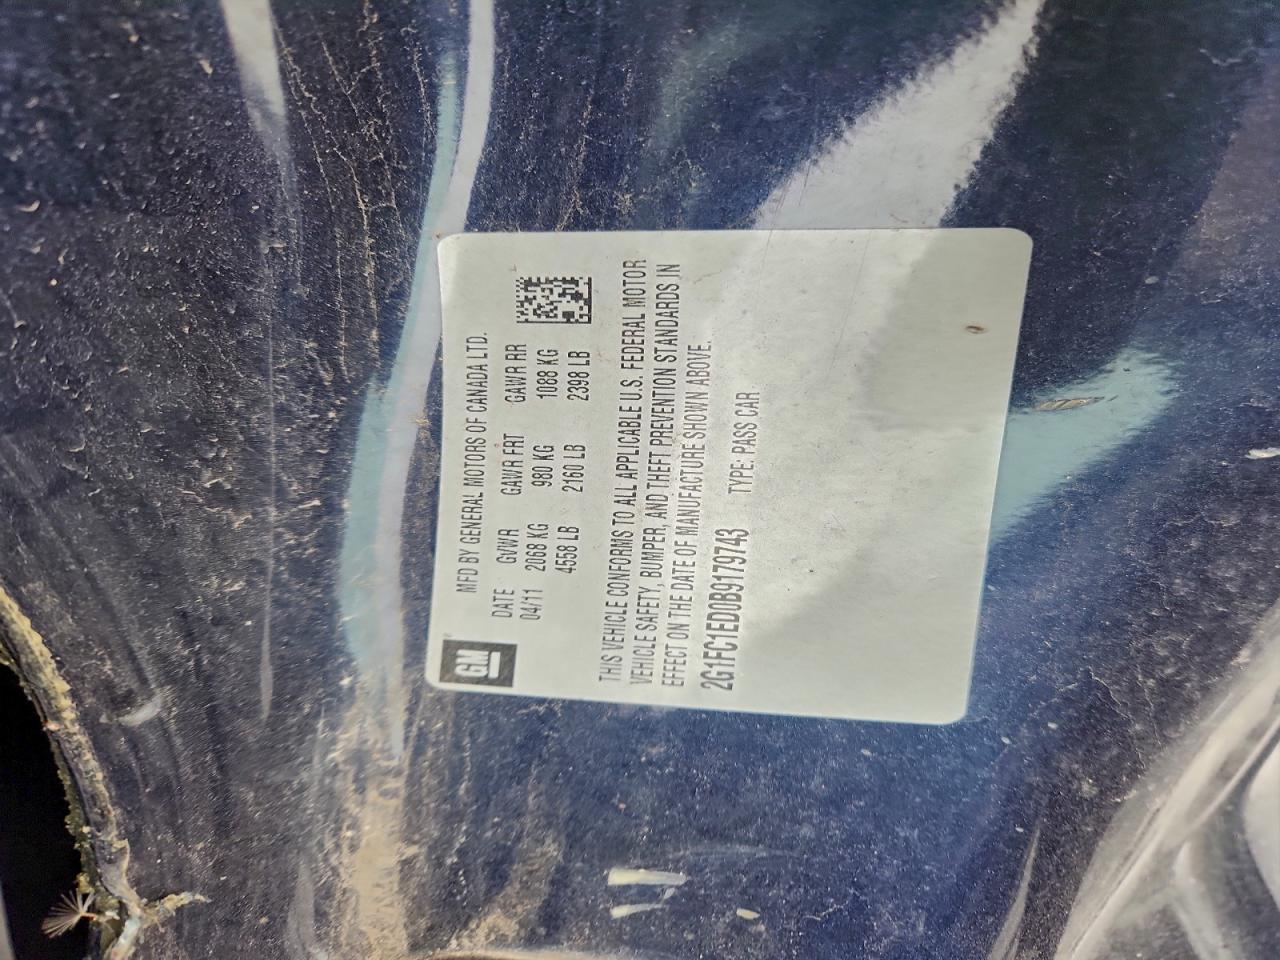 GM
MFD BY GENERAL MOTORS OF CANADA LTD.
DATE GVWR GAWR FRT GAWR RR
04/11 2068 KG 980 KG 1088 KG
4558 LB 2160 LB 2398 LB
THIS VEHICLE CONFORMS TO ALL APPLICABLE U.S. FEDERAL MOTOR
VEHICLE SAFETY, BUMPER, AND THEFT PREVENTION STANDARDS IN
EFFECT ON THE DATE OF MANUFACTURE SHOWN ABOVE.
2G1FC1ED0B9179743 TYPE: PASS CAR